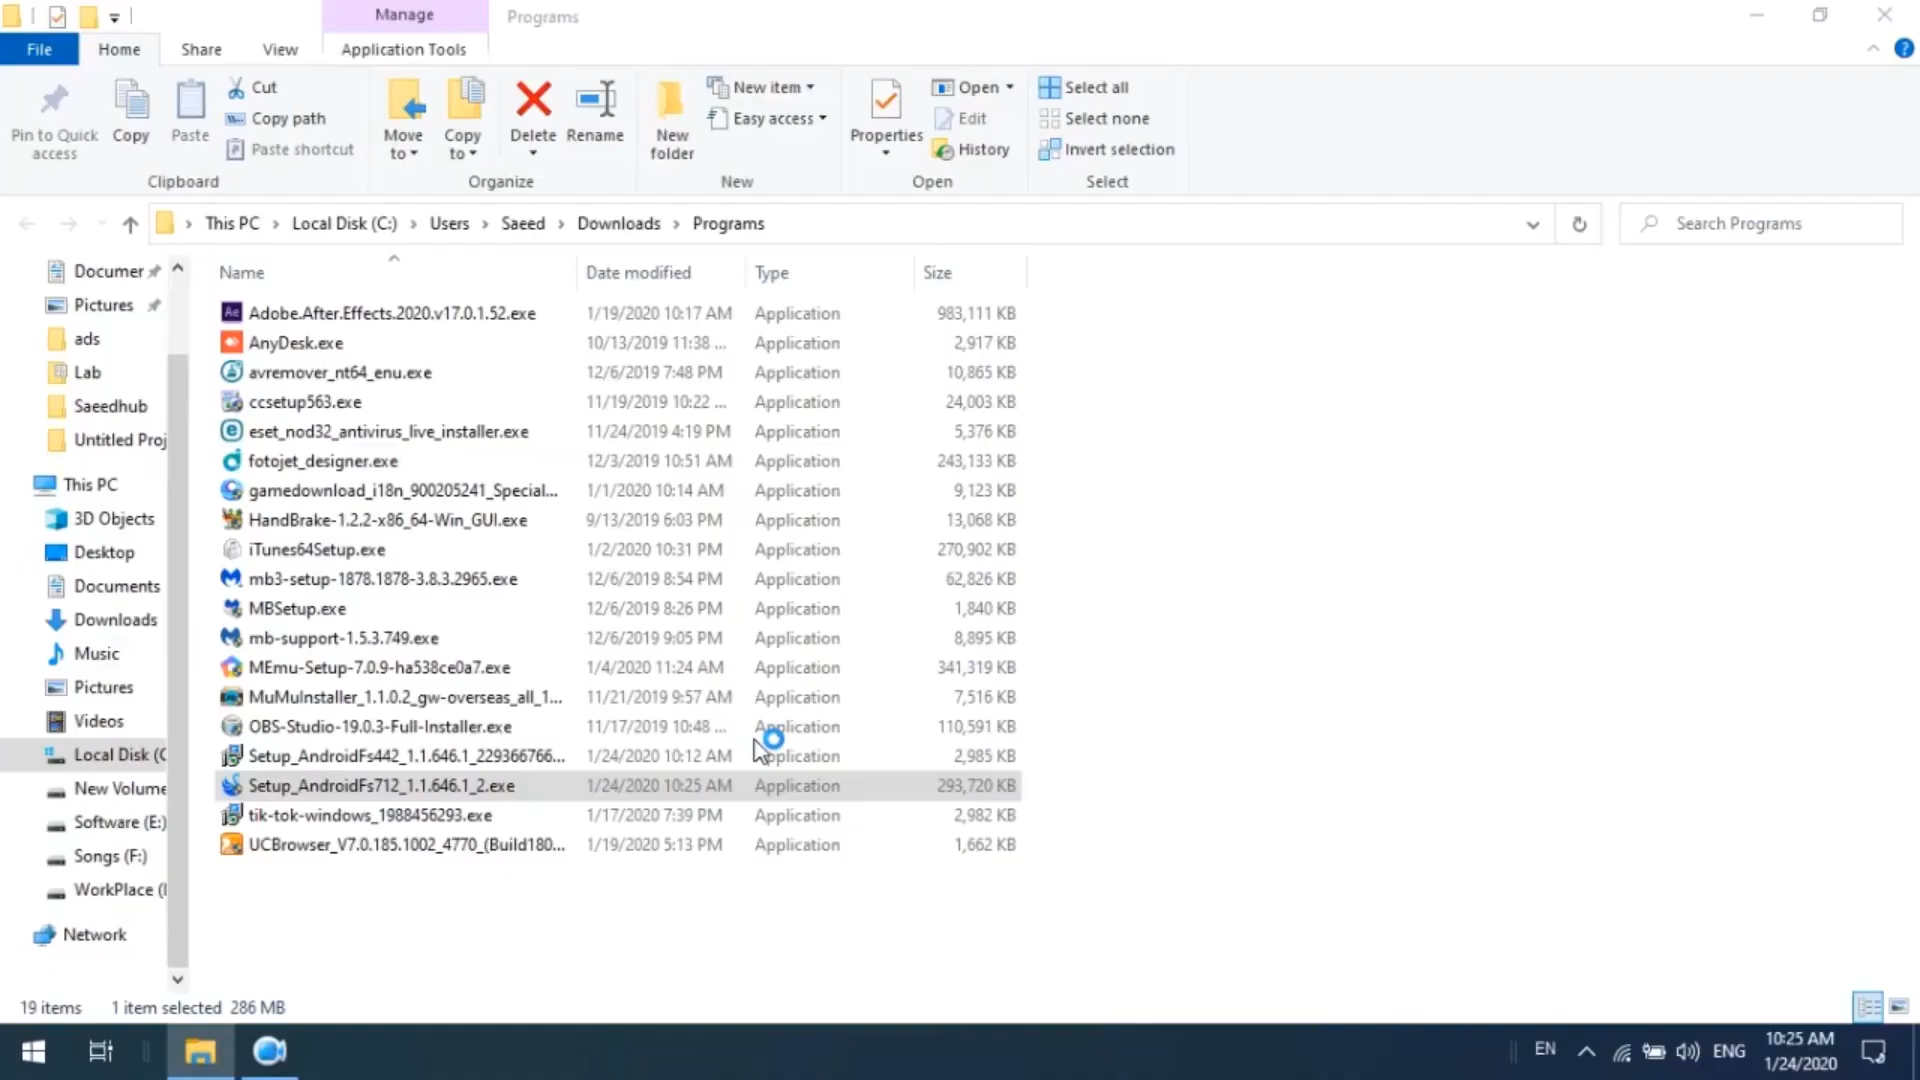 Manage
Programs
File
Home
Share
View
Application Tools
Pin to Quick access
Copy
Paste
Cut
Copy path
Paste shortcut
Clipboard
Move to
Copy to
Delete
Rename
Organize
New folder
New item
Easy access
New
Properties
Open
Edit
History
Open
Select all
Select none
Invert selection
Select
This PC > Local Disk (C:) > Users > Saeed > Downloads > Programs
Search Programs
Documer
Pictures
ads
Lab
Saeedhub
Untitled Proj
This PC
3D Objects
Desktop
Documents
Downloads
Music
Pictures
Videos
Local Disk (C
New Volume
Software (E:)
Songs (F:)
WorkPlace (I
Network
Name Date modified Type Size
Adobe.After.Effects.2020.v17.0.1.52.exe 1/19/2020 10:17 AM Application 983,111 KB
AnyDesk.exe 10/13/2019 11:38 ... Application 2,917 KB
avremover_nt64_enu.exe 12/6/2019 7:48 PM Application 10,865 KB
ccsetup563.exe 11/19/2019 10:22 ... Application 24,003 KB
eset_nod32_antivirus_live_installer.exe 11/24/2019 4:19 PM Application 5,376 KB
fotojet_designer.exe 12/3/2019 10:51 AM Application 243,133 KB
gamedownload_i18n_900205241_Special... 1/1/2020 10:14 AM Application 9,123 KB
HandBrake-1.2.2-x86_64-Win_GUI.exe 9/13/2019 6:03 PM Application 13,068 KB
iTunes64Setup.exe 1/2/2020 10:31 PM Application 270,902 KB
mb3-setup-1878.1878-3.8.3.2965.exe 12/6/2019 8:54 PM Application 62,826 KB
MBSetup.exe 12/6/2019 8:26 PM Application 1,840 KB
mb-support-1.5.3.749.exe 12/6/2019 9:05 PM Application 8,895 KB
MEmu-Setup-7.0.9-ha538ce0a7.exe 1/4/2020 11:24 AM Application 341,319 KB
MuMuInstaller_1.1.0.2_gw-overseas_all_1... 11/21/2019 9:57 AM Application 7,516 KB
OBS-Studio-19.0.3-Full-Installer.exe 11/17/2019 10:48 ... Application 110,591 KB
Setup_AndroidFs442_1.1.646.1_229366766... 1/24/2020 10:12 AM Application 2,985 KB
Setup_AndroidFs712_1.1.646.1_2.exe 1/24/2020 10:25 AM Application 293,720 KB
tik-tok-windows_1988456293.exe 1/17/2020 7:39 PM Application 2,982 KB
UCBrowser_V7.0.185.1002_4770_(Build180... 1/19/2020 5:13 PM Application 1,662 KB
19 items 1 item selected 286 MB
EN
ENG
10:25 AM
1/24/2020